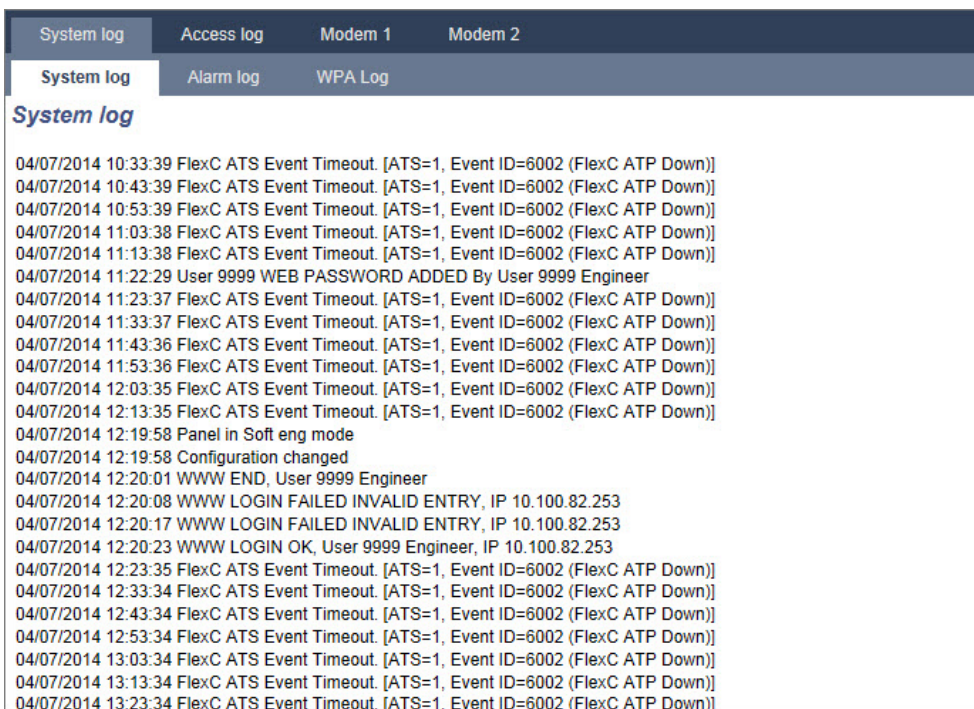 System log Access log Modem 1 Modem 2
System log Alarm log WPA Log
System log
04/07/2014 10:33:39 FlexC ATS Event Timeout. [ATS=1, Event ID=6002 (FlexC ATP Down)]
04/07/2014 10:43:39 FlexC ATS Event Timeout. [ATS=1, Event ID=6002 (FlexC ATP Down)]
04/07/2014 10:53:39 FlexC ATS Event Timeout. [ATS=1, Event ID=6002 (FlexC ATP Down)]
04/07/2014 11:03:38 FlexC ATS Event Timeout. [ATS=1, Event ID=6002 (FlexC ATP Down)]
04/07/2014 11:13:38 FlexC ATS Event Timeout. [ATS=1, Event ID=6002 (FlexC ATP Down)]
04/07/2014 11:22:29 User 9999 WEB PASSWORD ADDED By User 9999 Engineer
04/07/2014 11:23:37 FlexC ATS Event Timeout. [ATS=1, Event ID=6002 (FlexC ATP Down)]
04/07/2014 11:33:37 FlexC ATS Event Timeout. [ATS=1, Event ID=6002 (FlexC ATP Down)]
04/07/2014 11:43:36 FlexC ATS Event Timeout. [ATS=1, Event ID=6002 (FlexC ATP Down)]
04/07/2014 11:53:36 FlexC ATS Event Timeout. [ATS=1, Event ID=6002 (FlexC ATP Down)]
04/07/2014 12:03:35 FlexC ATS Event Timeout. [ATS=1, Event ID=6002 (FlexC ATP Down)]
04/07/2014 12:13:35 FlexC ATS Event Timeout. [ATS=1, Event ID=6002 (FlexC ATP Down)]
04/07/2014 12:19:58 Panel in Soft eng mode
04/07/2014 12:19:58 Configuration changed
04/07/2014 12:20:01 WWW END, User 9999 Engineer
04/07/2014 12:20:08 WWW LOGIN FAILED INVALID ENTRY, IP 10.100.82.253
04/07/2014 12:20:17 WWW LOGIN FAILED INVALID ENTRY, IP 10.100.82.253
04/07/2014 12:20:23 WWW LOGIN OK, User 9999 Engineer, IP 10.100.82.253
04/07/2014 12:23:35 FlexC ATS Event Timeout. [ATS=1, Event ID=6002 (FlexC ATP Down)]
04/07/2014 12:33:34 FlexC ATS Event Timeout. [ATS=1, Event ID=6002 (FlexC ATP Down)]
04/07/2014 12:43:34 FlexC ATS Event Timeout. [ATS=1, Event ID=6002 (FlexC ATP Down)]
04/07/2014 12:53:34 FlexC ATS Event Timeout. [ATS=1, Event ID=6002 (FlexC ATP Down)]
04/07/2014 13:03:34 FlexC ATS Event Timeout. [ATS=1, Event ID=6002 (FlexC ATP Down)]
04/07/2014 13:13:34 FlexC ATS Event Timeout. [ATS=1, Event ID=6002 (FlexC ATP Down)]
04/07/2014 13:23:34 FlexC ATS Event Timeout. [ATS=1, Event ID=6002 (FlexC ATP Down)]